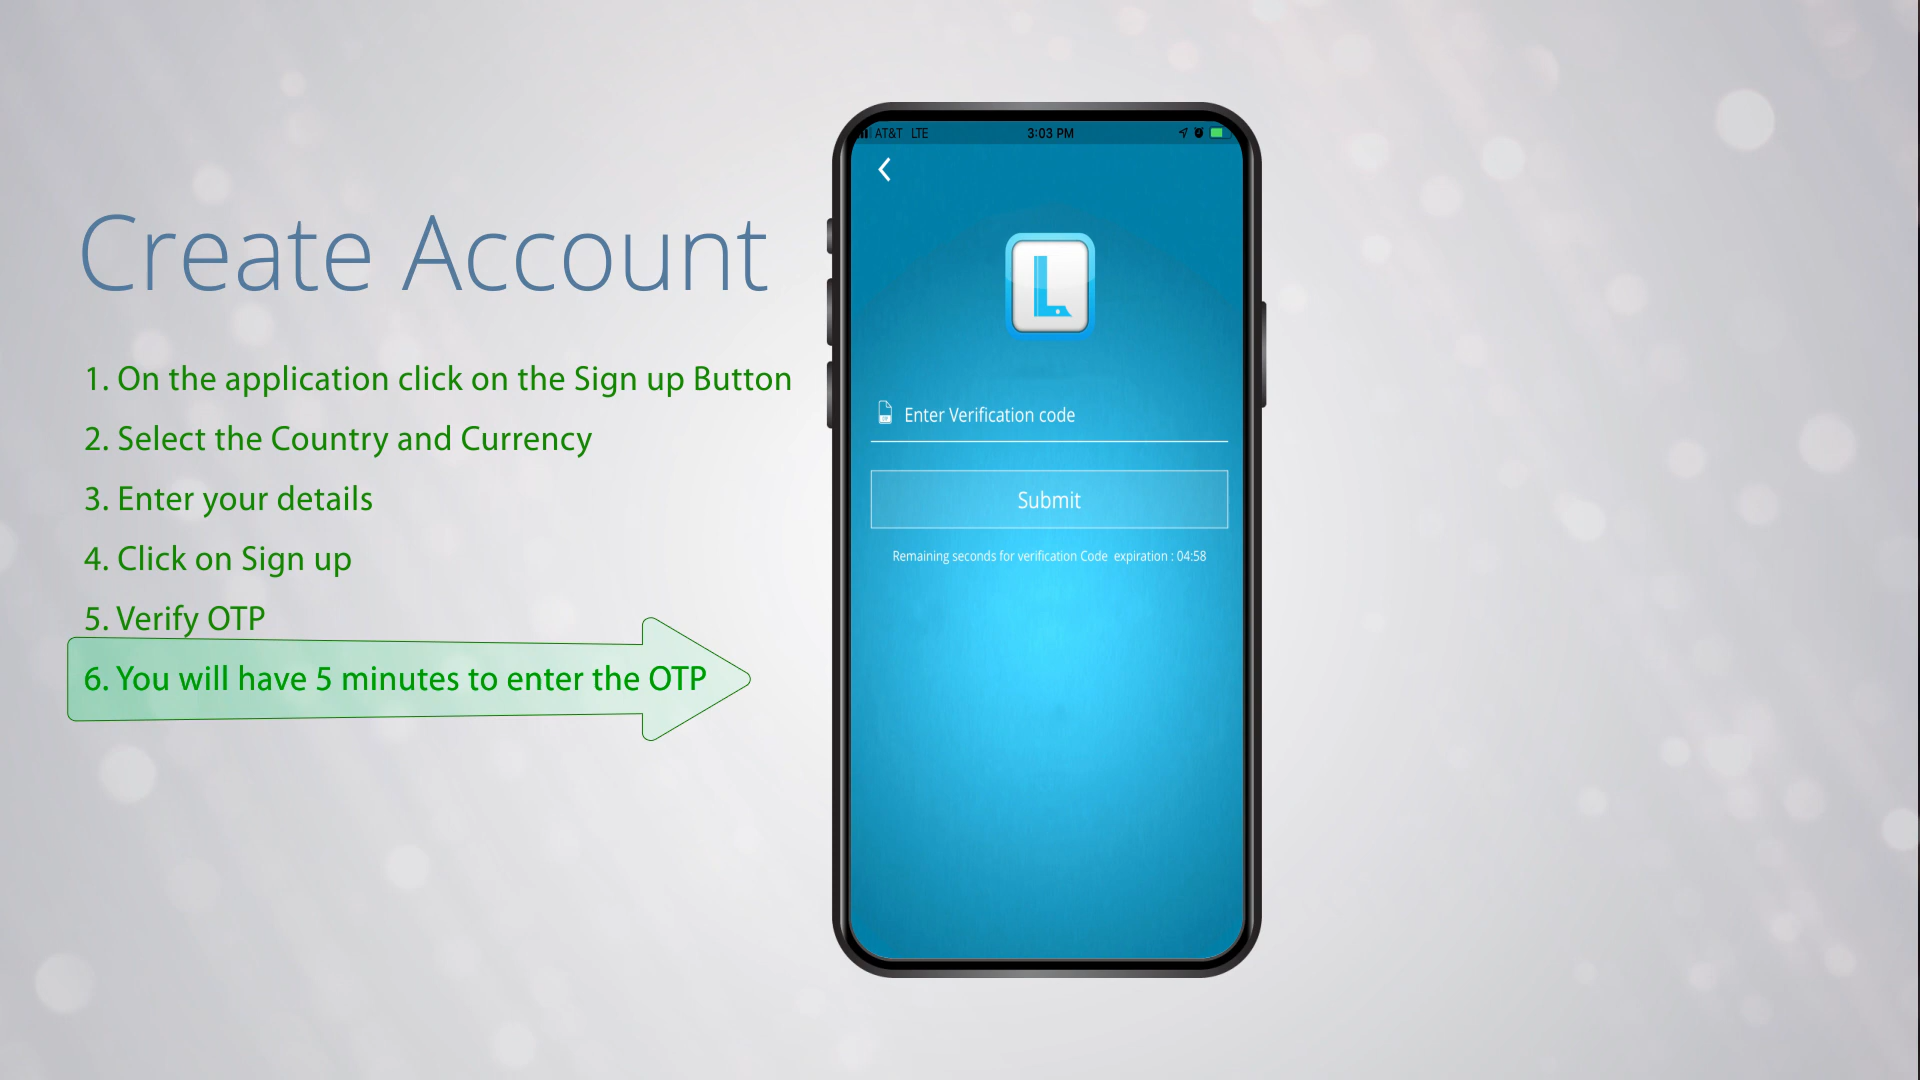 Create Account
1. On the application click on the Sign up Button
2. Select the Country and Currency
3. Enter your details
4. Click on Sign up
5. Verify OTP
6. You will have 5 minutes to enter the OTP
AT&T LTE 3:03 PM
L
Enter Verification code
Submit
Remaining seconds for verification Code expiration : 04:58